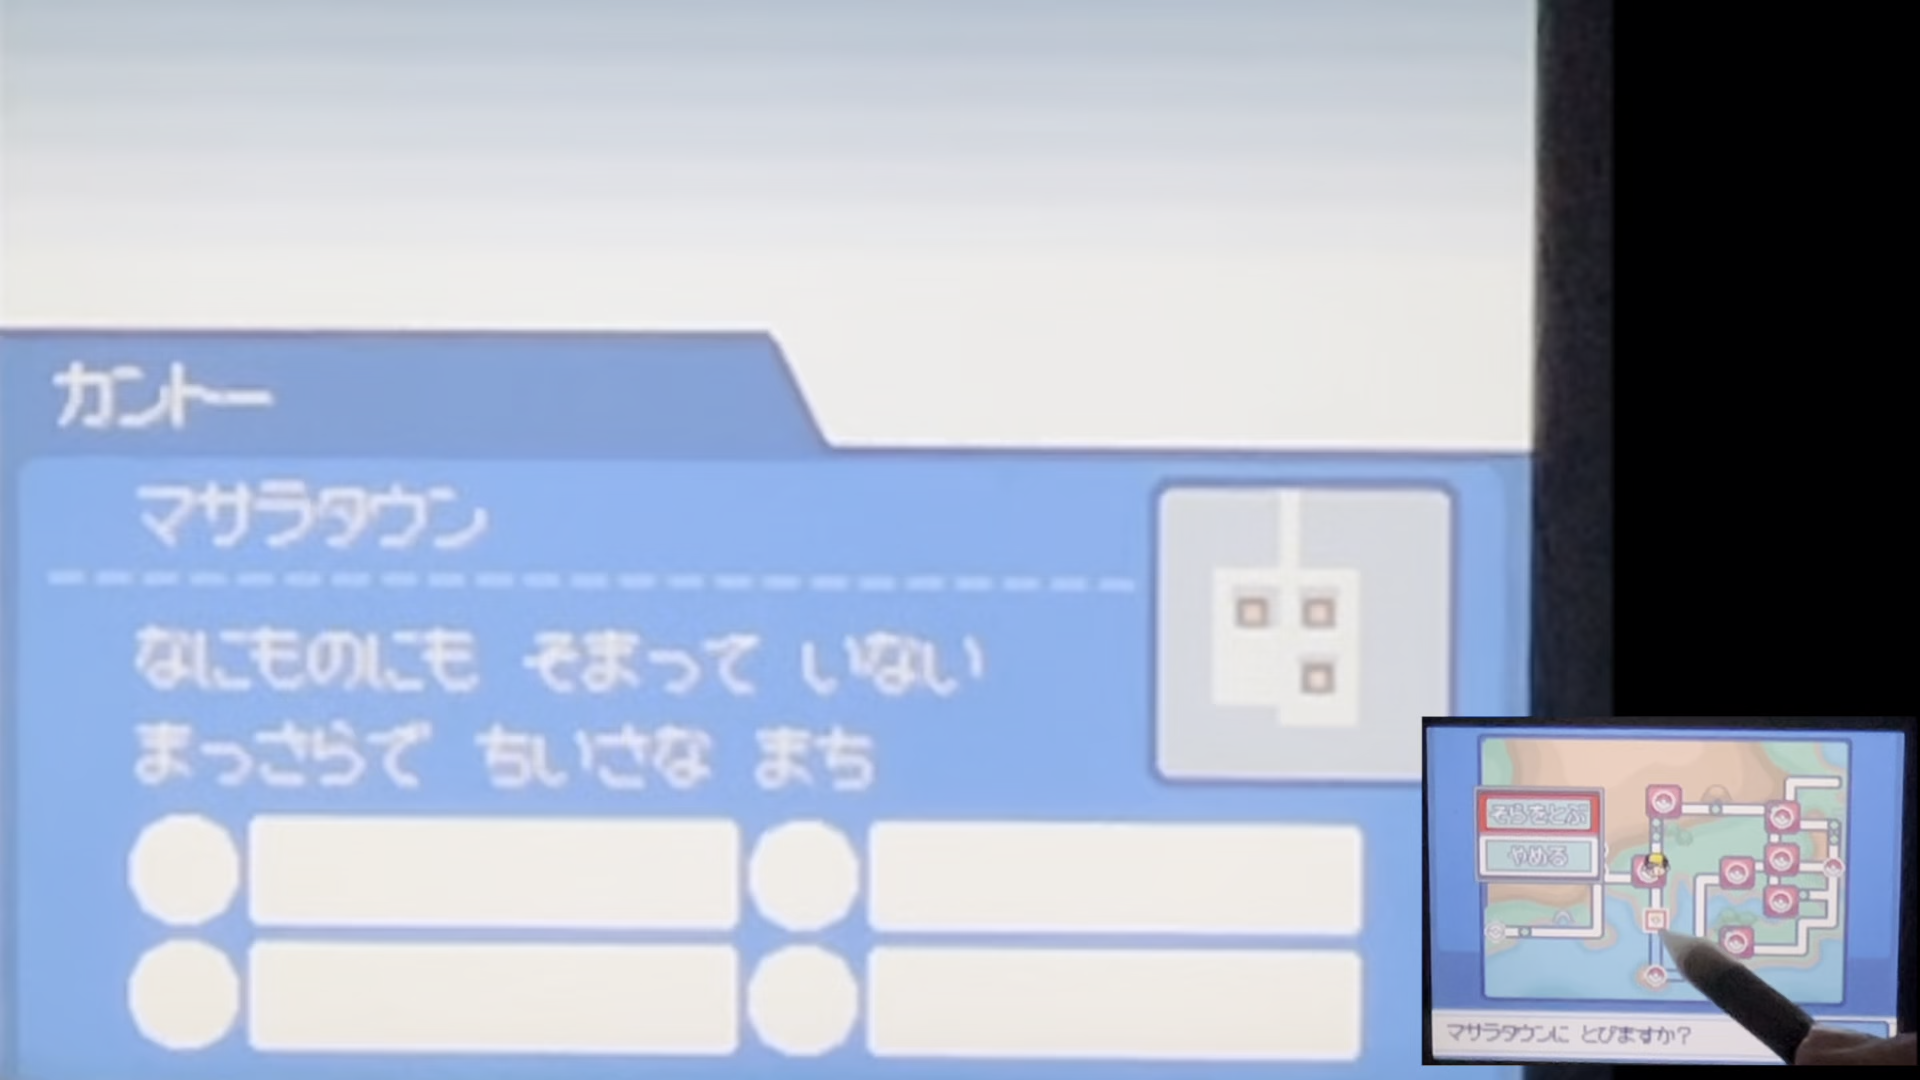 カントー
マサラタウン
なにものにも そまって いない
まっさらで ちいさな まち
そらをとぶ
やめる
マサラタウンに とびますか?